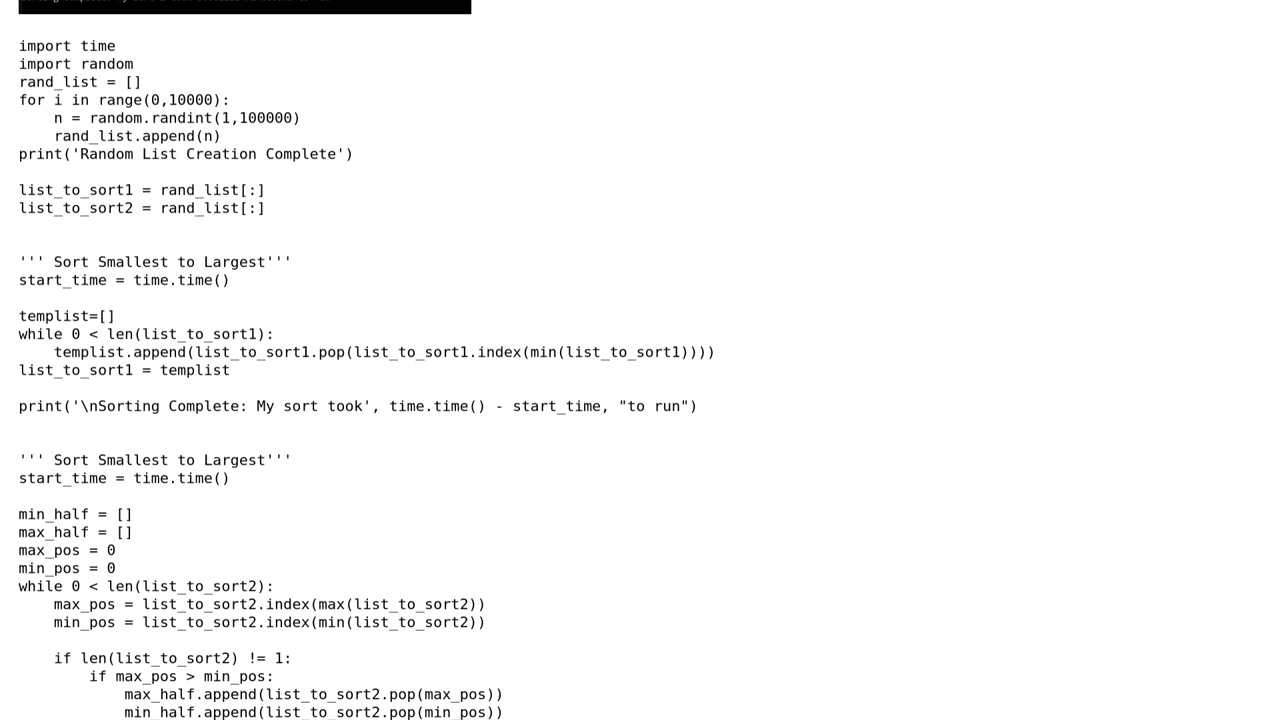 import time
import random
rand_list = []
for i in range(0,10000):
    n = random.randint(1,100000)
    rand_list.append(n)
print('Random List Creation Complete')

list_to_sort1 = rand_list[:]
list_to_sort2 = rand_list[:]


''' Sort Smallest to Largest'''
start_time = time.time()

templist=[]
while 0 < len(list_to_sort1):
    templist.append(list_to_sort1.pop(list_to_sort1.index(min(list_to_sort1))))
list_to_sort1 = templist

print('\nSorting Complete: My sort took', time.time() - start_time, "to run")


''' Sort Smallest to Largest'''
start_time = time.time()

min_half = []
max_half = []
max_pos = 0
min_pos = 0
while 0 < len(list_to_sort2):
    max_pos = list_to_sort2.index(max(list_to_sort2))
    min_pos = list_to_sort2.index(min(list_to_sort2))

    if len(list_to_sort2) != 1:
        if max_pos > min_pos:
            max_half.append(list_to_sort2.pop(max_pos))
            min_half.append(list_to_sort2.pop(min_pos))